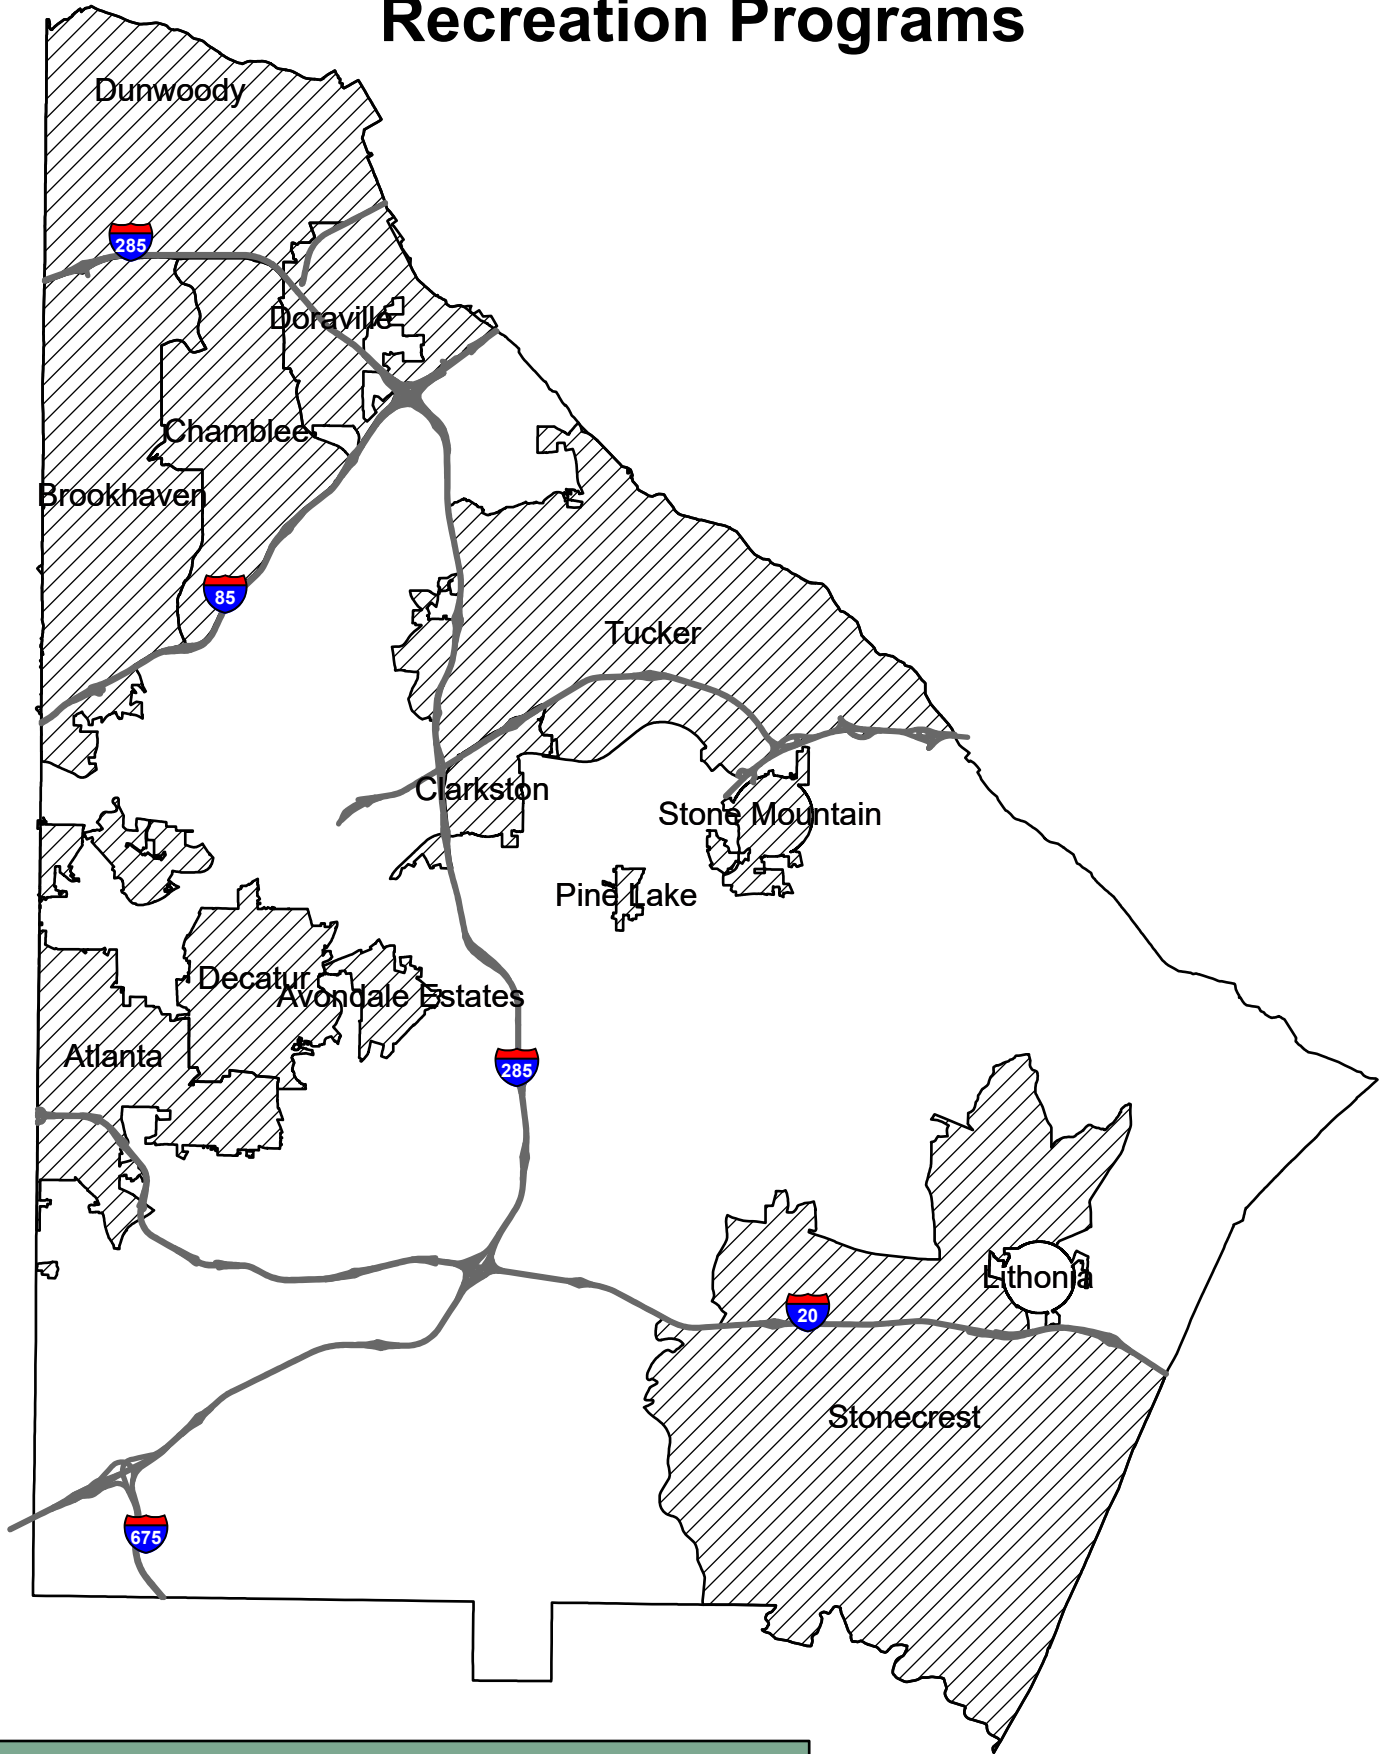 Recreation Programs
Dunwoody
285
Doraville
Chamblee
Brookhaven
85
Tucker
Clarkston
Stone Mountain
Pine Lake
Decatur
Avondale Estates
Atlanta
285
Lithonia
20
Stonecrest
675